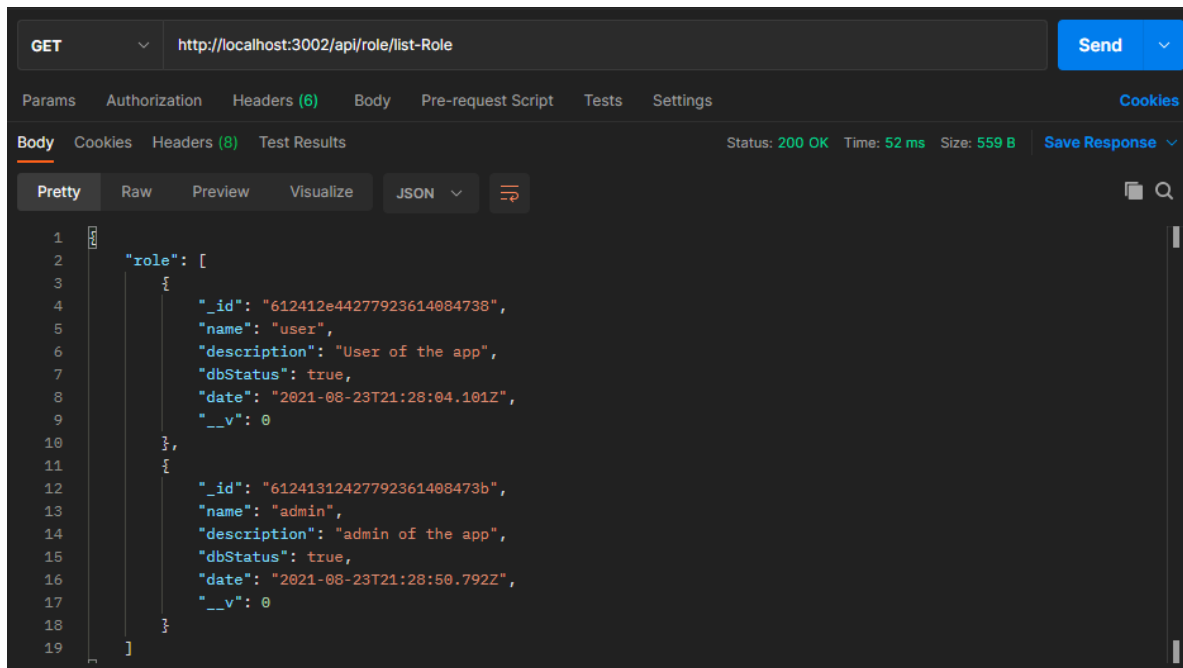 GET http://localhost:3002/api/role/list-Role Send
Params Authorization Headers (6) Body Pre-request Script Tests Settings Cookies
Body Cookies Headers (8) Test Results Status: 200 OK Time: 52 ms Size: 559 B Save Response
Pretty Raw Preview Visualize JSON
1 {
2 "role": [
3 {
4 "_id": "612412e44277923614084738",
5 "name": "user",
6 "description": "User of the app",
7 "dbStatus": true,
8 "date": "2021-08-23T21:28:04.101Z",
9 "__v": 0
10 },
11 {
12 "_id": "61241312427792361408473b",
13 "name": "admin",
14 "description": "admin of the app",
15 "dbStatus": true,
16 "date": "2021-08-23T21:28:50.792Z",
17 "__v": 0
18 }
19 ]